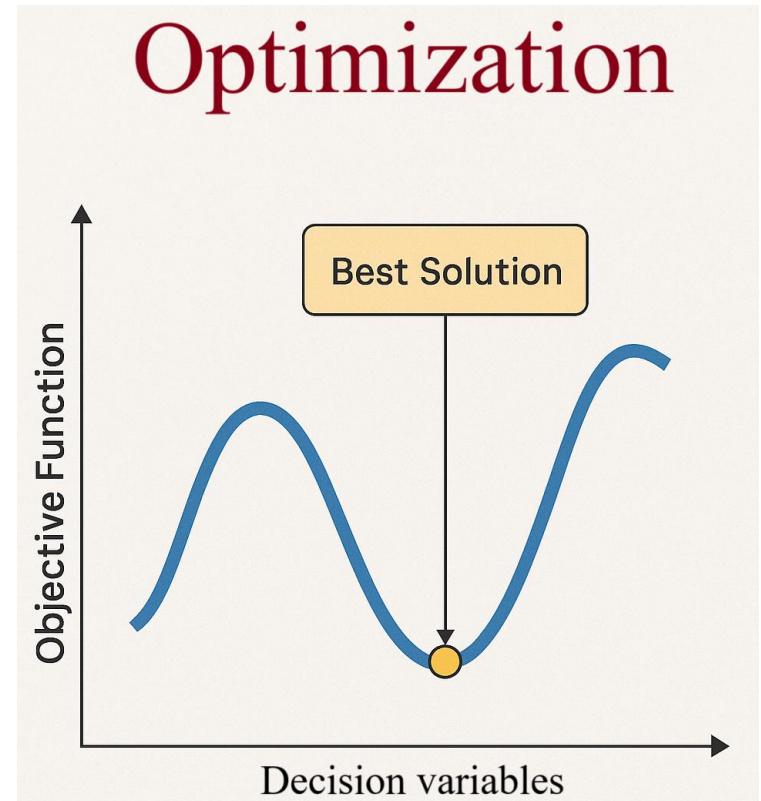 Optimization
Best Solution
Objective Function
Decision variables